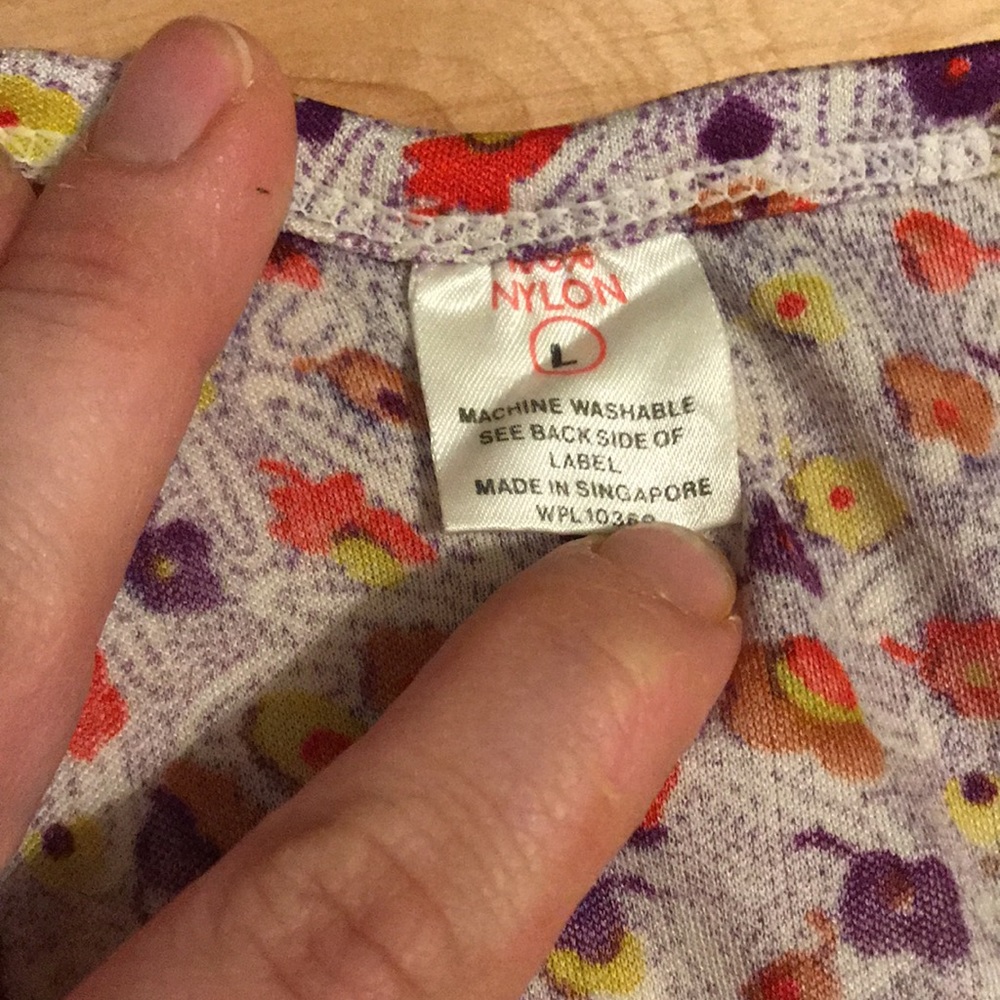 NYLON
L
MACHINE WASHABLE
SEE BACK SIDE OF
LABEL
MADE IN SINGAPORE